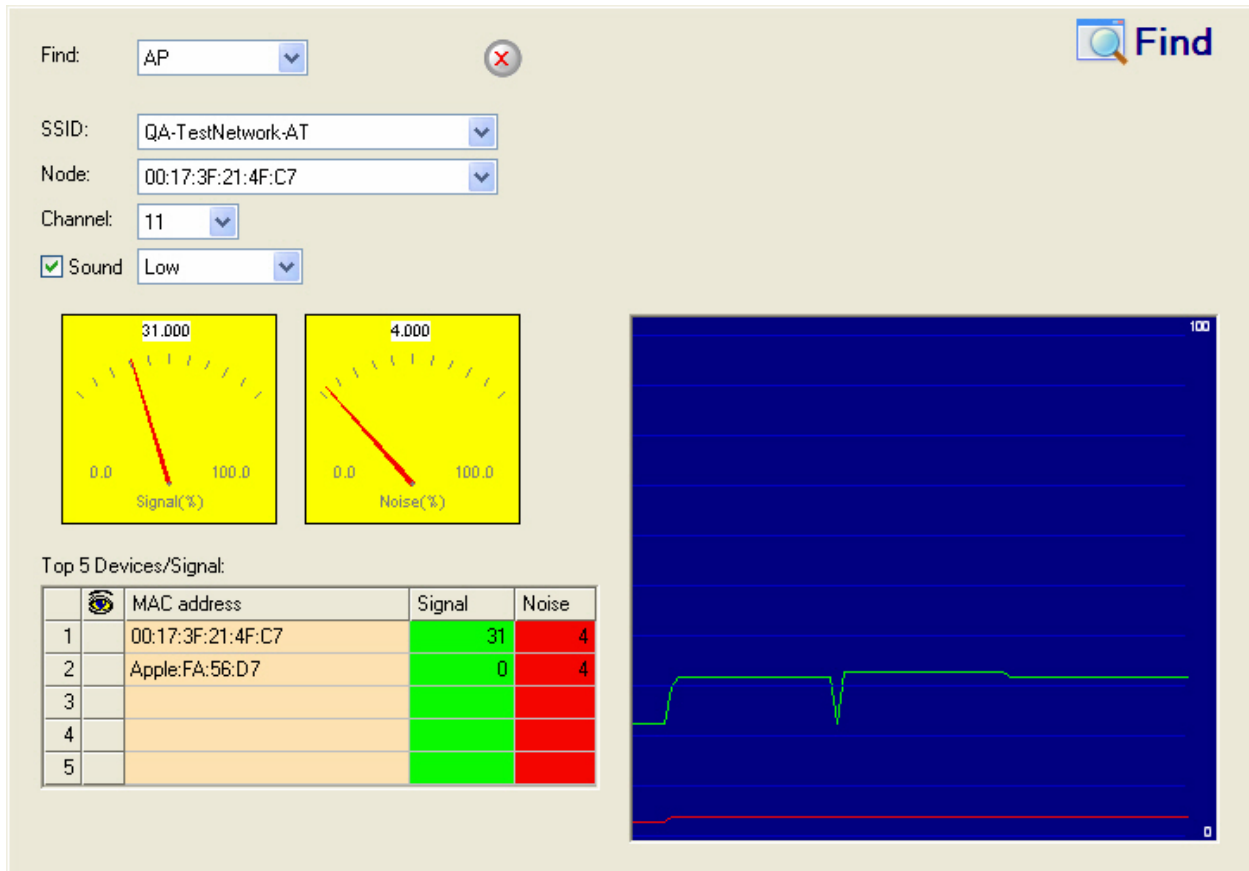 Find: AP
Find
SSID: QA-TestNetwork-AT
Node: 00:17:3F:21:4F:C7
Channel: 11
Sound Low
31.000 4.000
0.0 100.0 0.0 100.0
Signal(%) Noise(%)
100
0
Top 5 Devices/Signal:
MAC address Signal Noise
1 00:17:3F:21:4F:C7 31 4
2 Apple:FA:56:D7 0 4
3
4
5